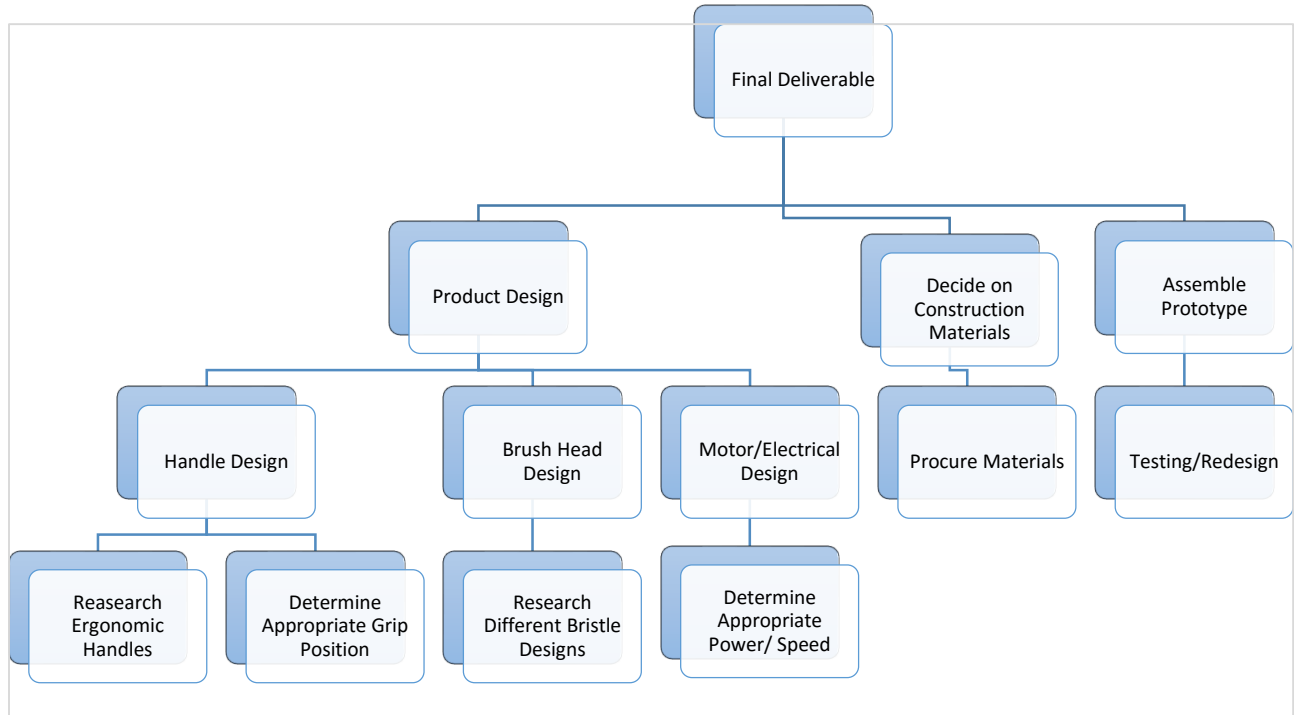 Final Deliverable
Product Design
Decide on
Construction
Materials
Assemble
Prototype
Handle Design
Brush Head
Design
Motor/Electrical
Design
Procure Materials
Testing/Redesign
Reasearch
Ergonomic
Handles
Determine
Appropriate Grip
Position
Research
Different Bristle
Designs
Determine
Appropriate
Power/ Speed